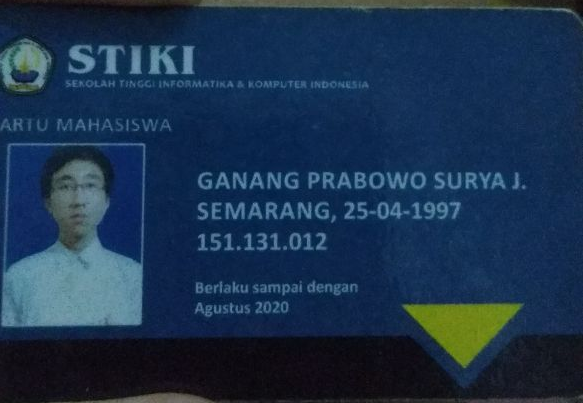 STIKI
SEKOLAH TINGGI INFORMATIKA & KOMPUTER INDONESIA
ARTU MAHASISWA
GANANG PRABOWO SURYA J.
SEMARANG, 25-04-1997
151.131.012
Berlaku sampai dengan
Agustus 2020